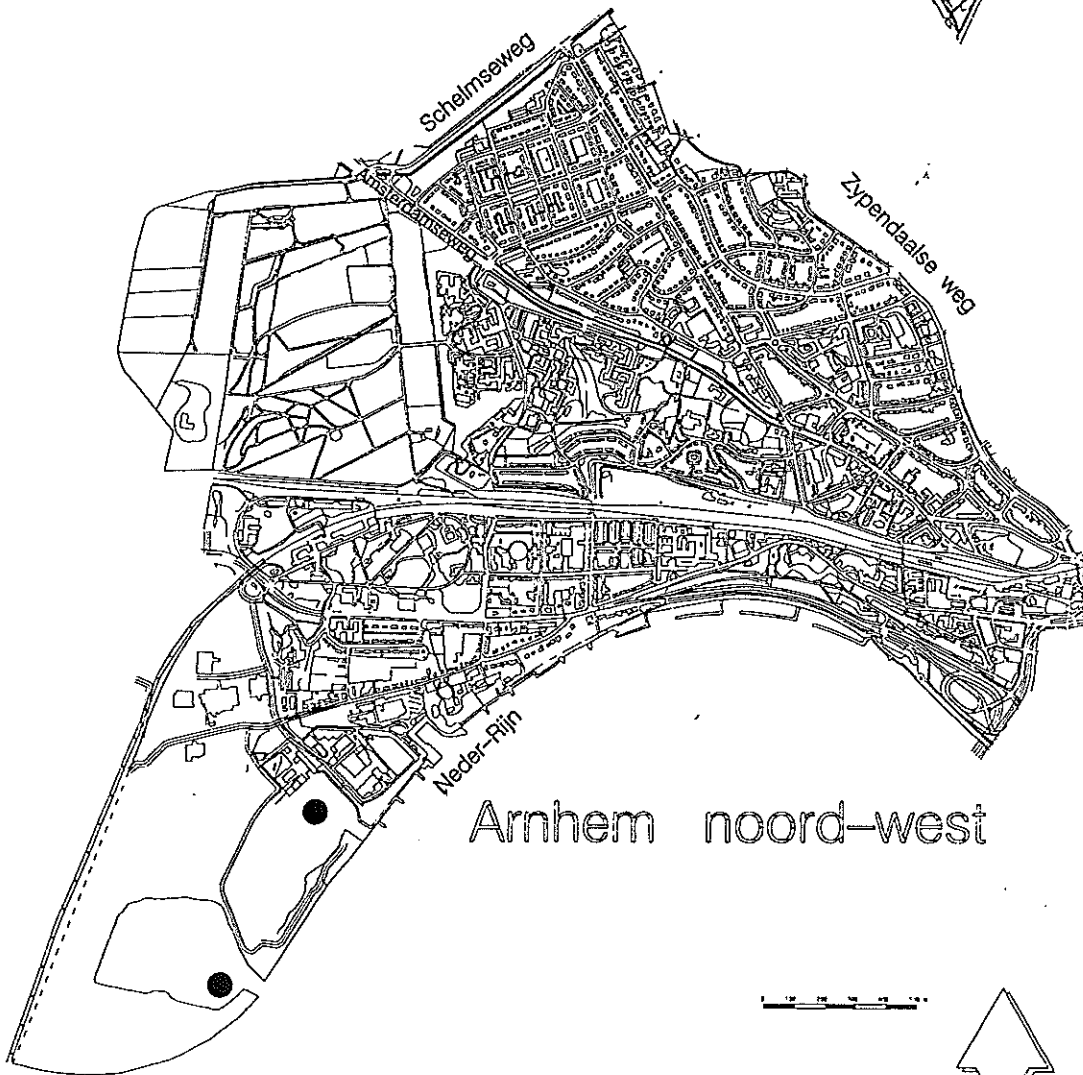 Schelmseweg
Amsterdamseweg
Zypendaalse weg
Neder-Rijn
Arnhem noord-west